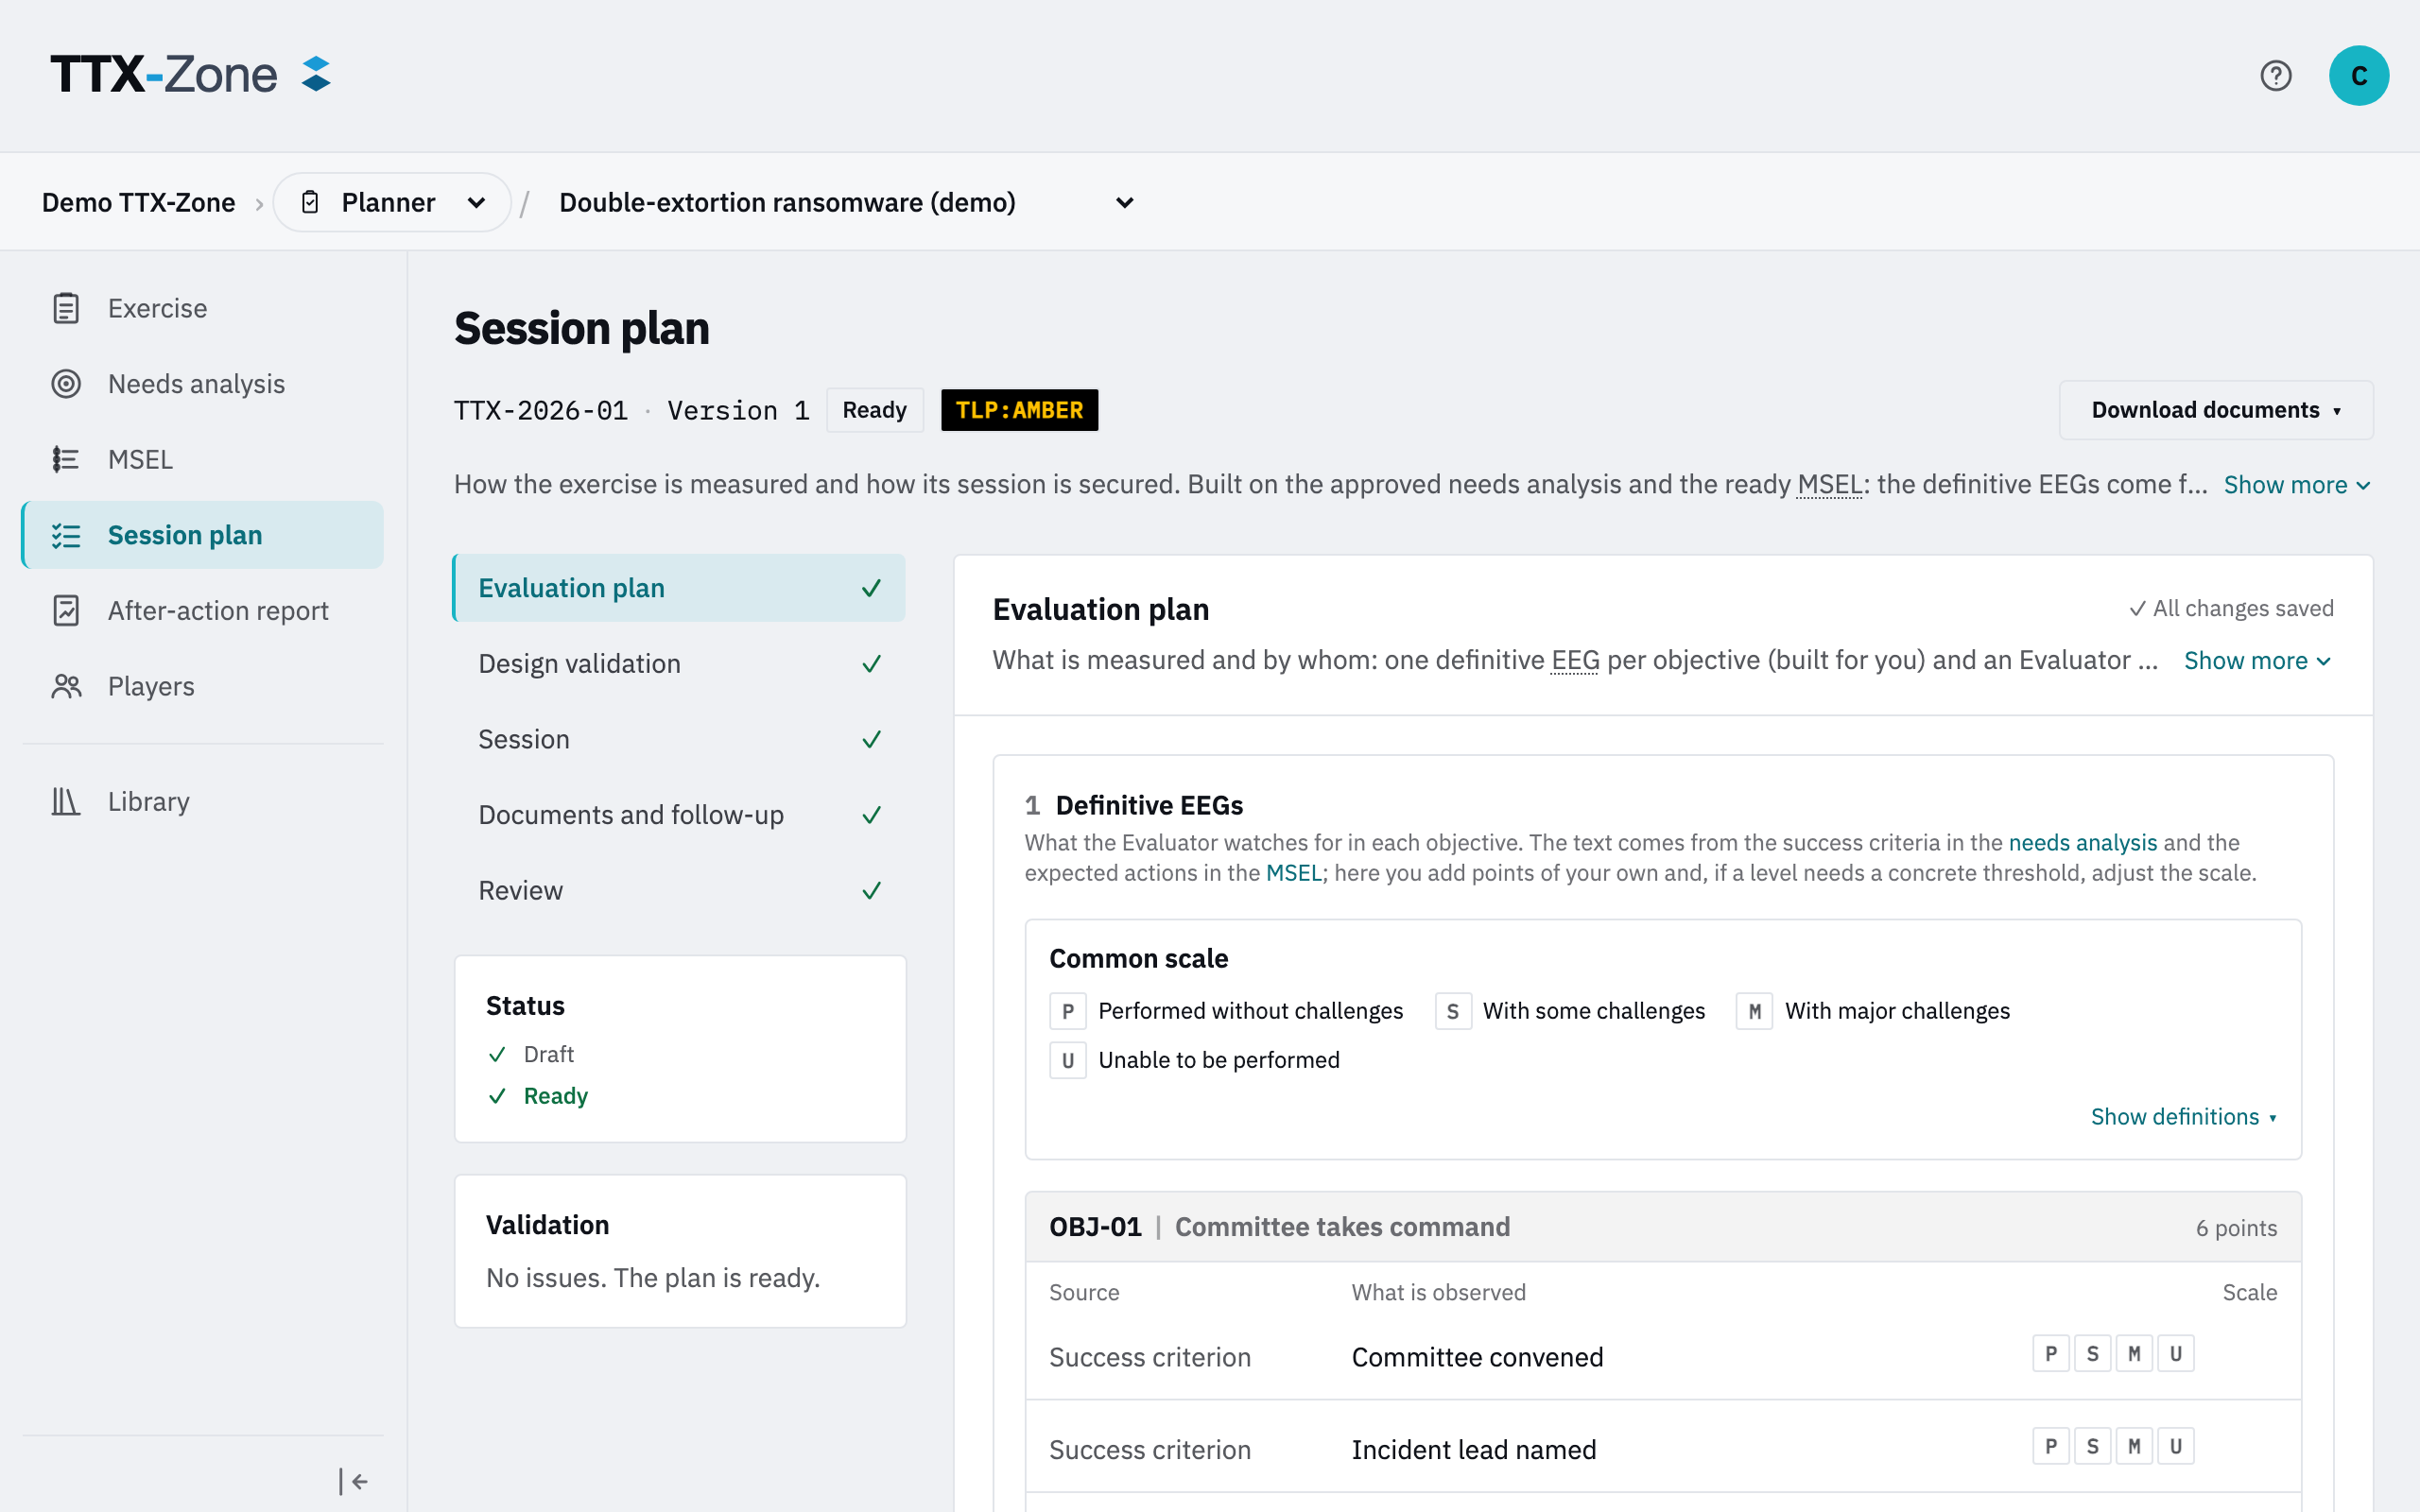 TTX-Zone
?
C
Demo TTX-Zone › Planner / Double-extortion ransomware (demo)
Exercise
Needs analysis
MSEL
Session plan
After-action report
Players
Library
Session plan
TTX-2026-01 · Version 1 Ready TLP:AMBER
Download documents
How the exercise is measured and how its session is secured. Built on the approved needs analysis and the ready MSEL: the definitive EEGs come f... Show more
Evaluation plan
Design validation
Session
Documents and follow-up
Review
Status
Draft
Ready
Validation
No issues. The plan is ready.
Evaluation plan
All changes saved
What is measured and by whom: one definitive EEG per objective (built for you) and an Evaluator ... Show more
1 Definitive EEGs
What the Evaluator watches for in each objective. The text comes from the success criteria in the needs analysis and the
expected actions in the MSEL; here you add points of your own and, if a level needs a concrete threshold, adjust the scale.
Common scale
P Performed without challenges S With some challenges M With major challenges
U Unable to be performed
Show definitions
OBJ-01 | Committee takes command 6 points
Source What is observed Scale
Success criterion Committee convened P S M U
Success criterion Incident lead named P S M U